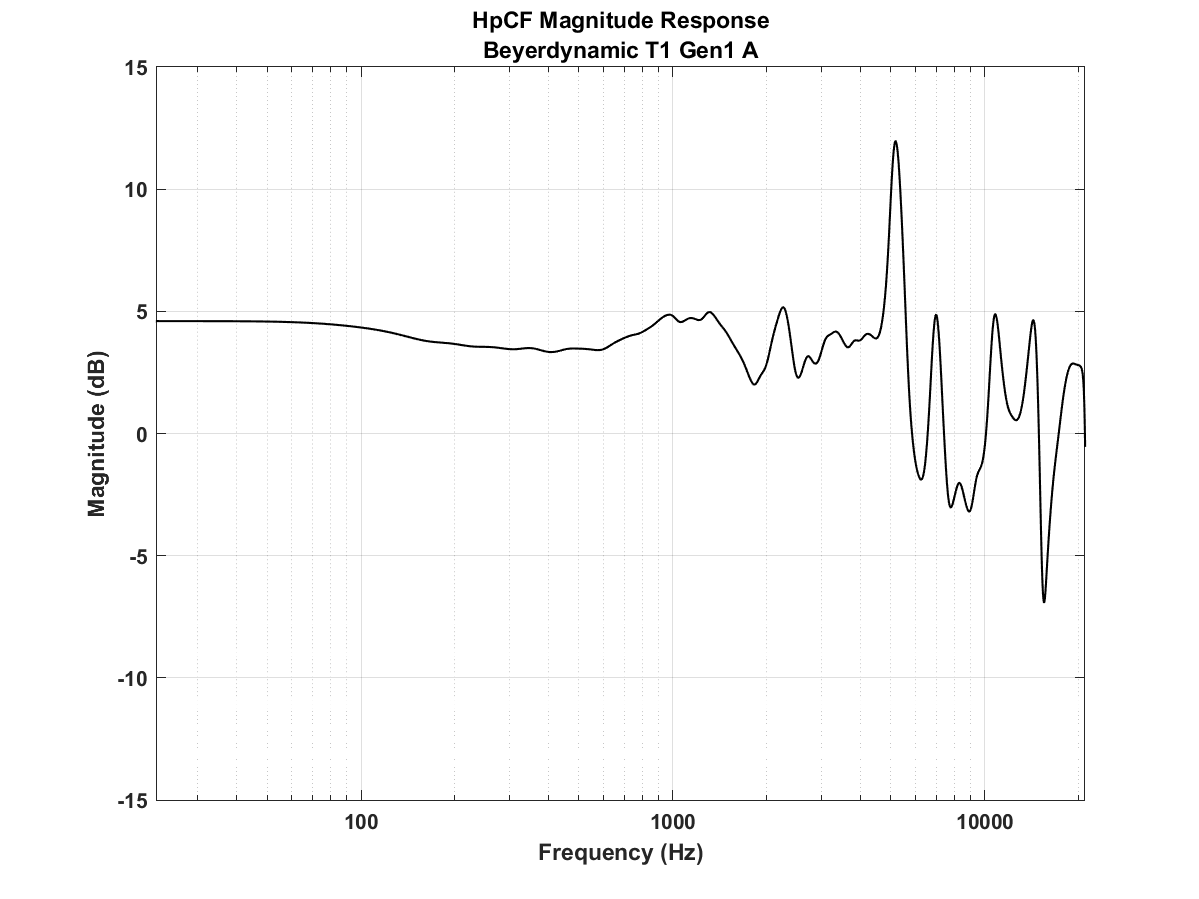 HpCF Magnitude Response
Beyerdynamic T1 Gen1 A
15
10
5
0
-5
-10
-15
Magnitude (dB)
100
1000
10000
Frequency (Hz)